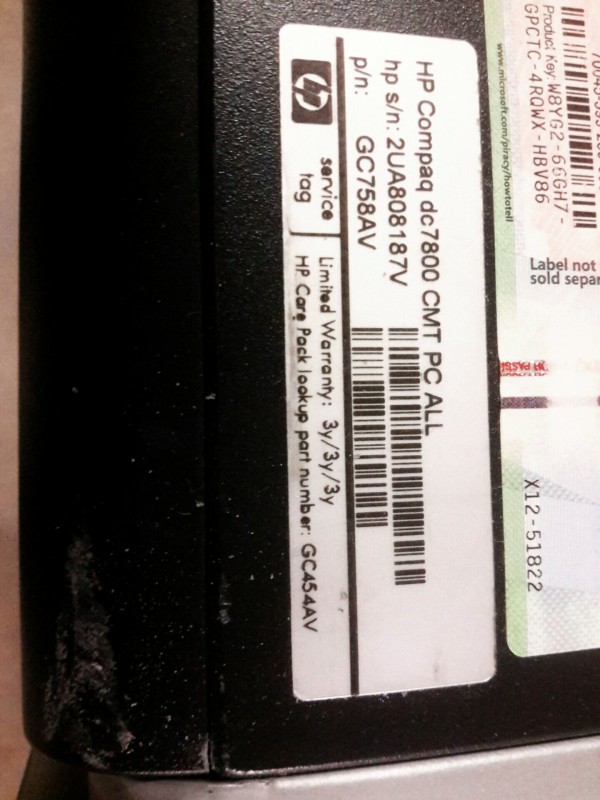 HP Compaq dc7800 CMT PC ALL
hp s/n: 2UA808187V
p/n: GC758AV
hp
service
tag
Limited Warranty: 3y/3y/3y
HP Care Pack lookup part number: GC454AV
Product Key: W8YG2-66GH7-
GPCTC-4RQWX-HBV86
www.microsoft.com/piracy/howtotell
Label not
sold
X12-51822